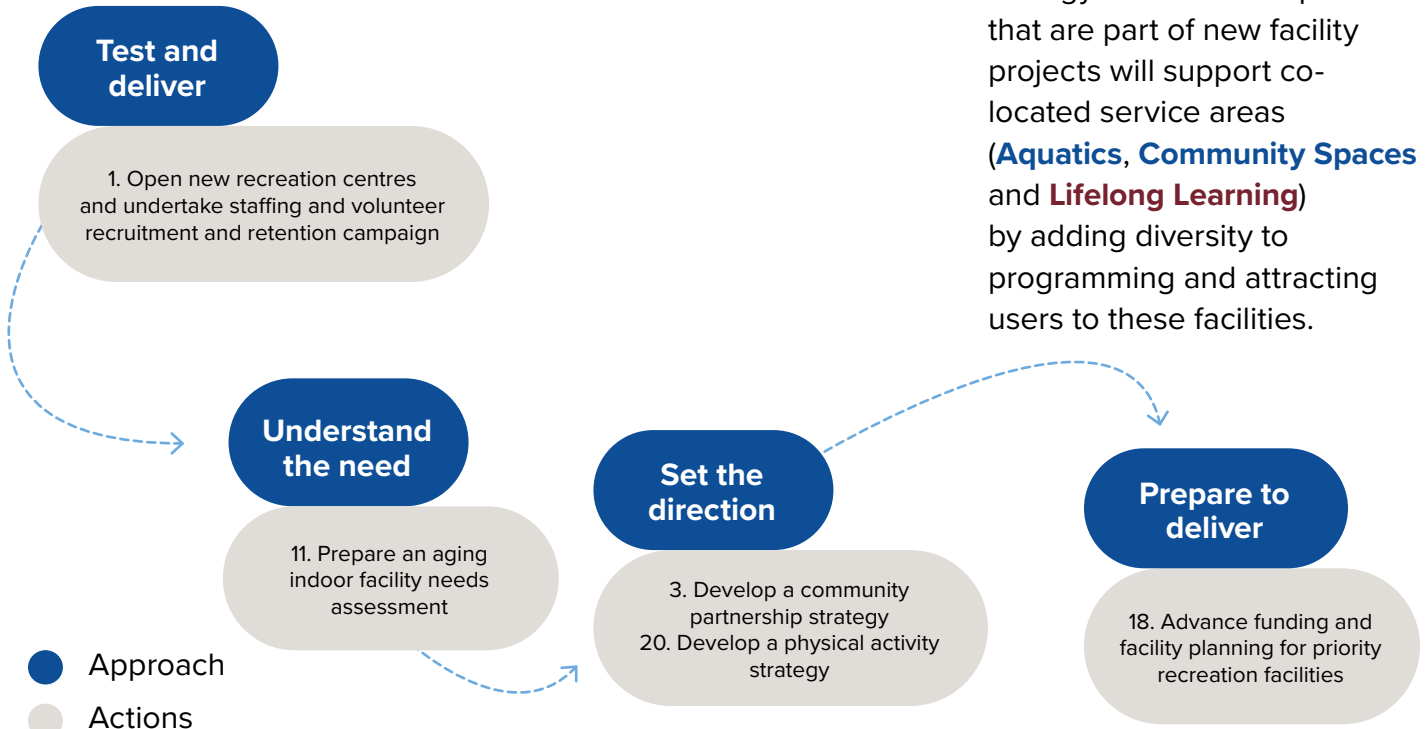 that are part of new facility
projects will support co-
located service areas
(Aquatics, Community Spaces
and Lifelong Learning)
by adding diversity to
programming and attracting
users to these facilities.
Test and
deliver
1. Open new recreation centres
and undertake staffing and volunteer
recruitment and retention campaign
Understand
the need
11. Prepare an aging
indoor facility needs
assessment
Set the
direction
3. Develop a community
partnership strategy
20. Develop a physical activity
strategy
Prepare to
deliver
18. Advance funding and
facility planning for priority
recreation facilities
Approach
Actions